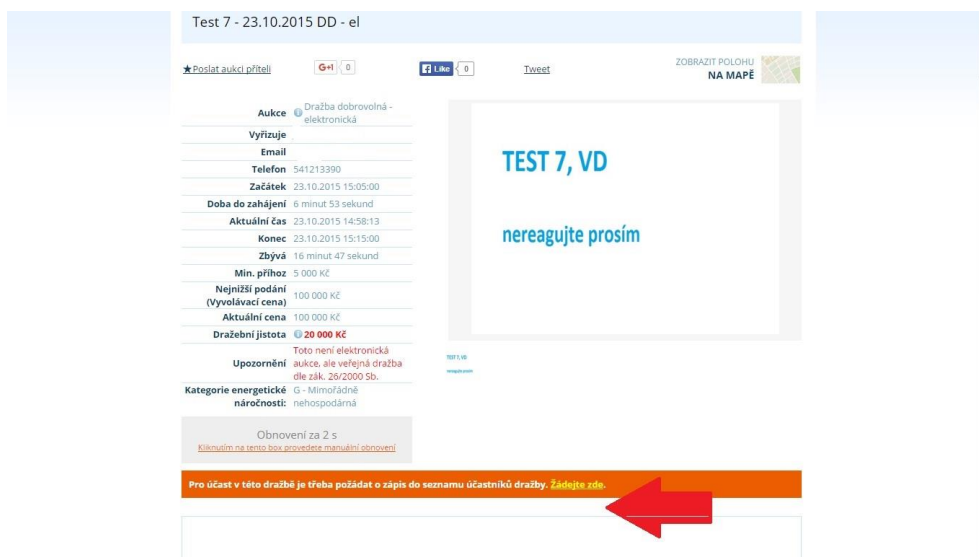 Test 7 - 23.10.2015 DD - el
★Poslat aukci příteli
G+1 0
Like 0
Tweet
ZOBRAZIT POLOHU
NA MAPĚ
Aukce Dražba dobrovolná -
elektronická
Vyřizuje
Email
Telefon 541213390
Začátek 23.10.2015 15:05:00
Doba do zahájení 6 minut 53 sekund
Aktuální čas 23.10.2015 14:58:13
Konec 23.10.2015 15:15:00
Zbývá 16 minut 47 sekund
Min. příhoz 5 000 Kč
Nejnižší podání
(Vyvolávací cena) 100 000 Kč
Aktuální cena 100 000 Kč
Dražební jistota 20 000 Kč
Toto není elektronická
Upozornění aukce, ale veřejná dražba
dle zák. 26/2000 Sb.
Kategorie energetické G - Mimořádně
náročnosti: nehospodárná
TEST 7, VD
nereagujte prosím
TEST 7, VD
nereagujte prosím
Obnovení za 2 s
Kliknutím na tento box provedete manuální obnovení
Pro účast v této dražbě je třeba požádat o zápis do seznamu účastníků dražby. Žádejte zde.